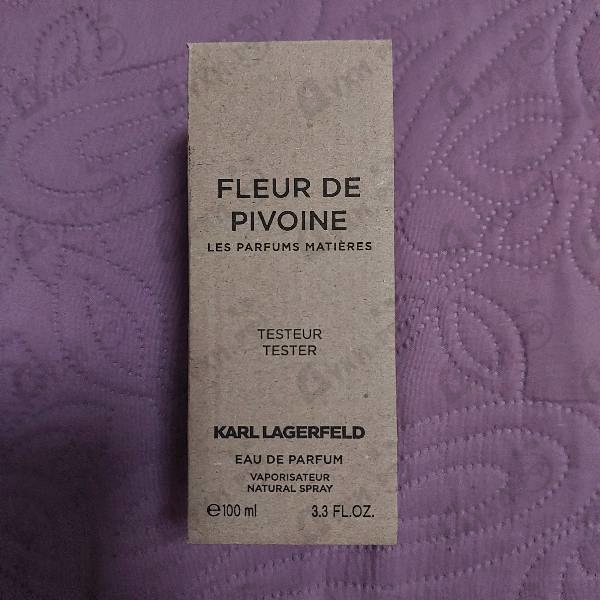 FLEUR DE
PIVOINE
LES PARFUMS MATIÈRES
TESTEUR
TESTER
KARL LAGERFELD
EAU DE PARFUM
VAPORISATEUR
NATURAL SPRAY
℮100 ml 3.3 FL.OZ.